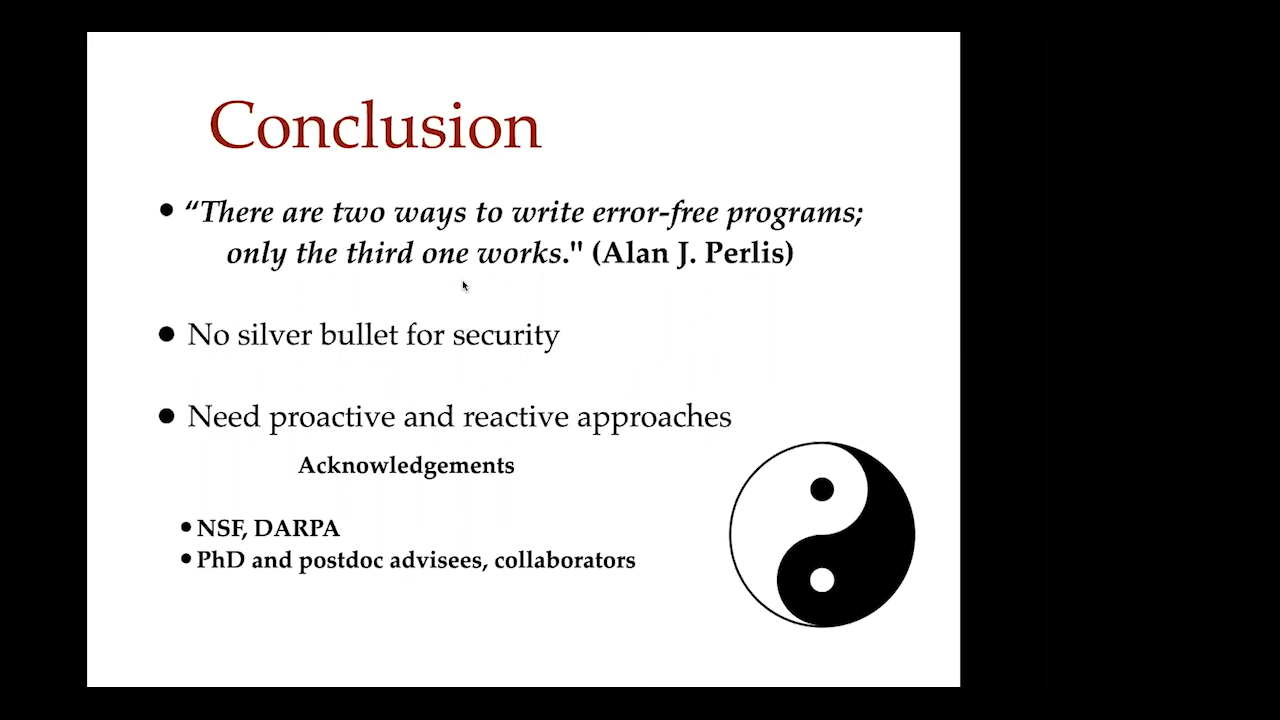 Conclusion
• “There are two ways to write error-free programs;
only the third one works." (Alan J. Perlis)
• No silver bullet for security
• Need proactive and reactive approaches
Acknowledgements
• NSF, DARPA
• PhD and postdoc advisees, collaborators